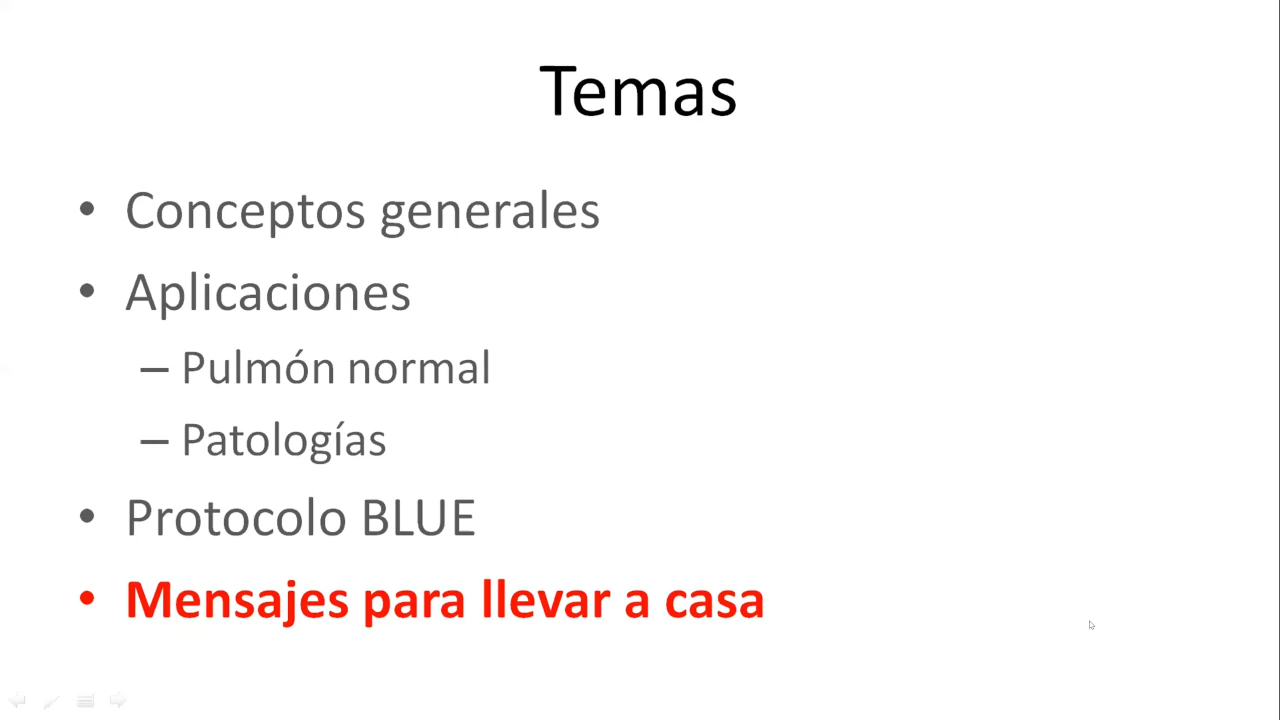 Temas
• Conceptos generales
• Aplicaciones
– Pulmón normal
– Patologías
• Protocolo BLUE
• Mensajes para llevar a casa